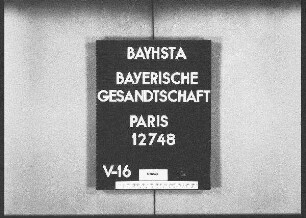 BAYHSTA
BAYERISCHE
GESANDTSCHAFT
PARIS
12748
V-16